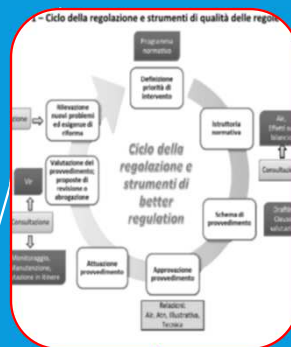 1 – Ciclo della regolazione e strumenti di qualità delle regole
Programma
normativo
Definizione
priorità di
intervento
Rilevazione
nuovi problemi
ed esigenze di
riforma
Istruttoria
normativa
Air,
Consultazione
Valutazione del
provvedimento;
proposte di
revisione o
abrogazione
Vir
Consultazione
Ciclo della
regolazione e
strumenti di
better
regulation
Schema di
provvedimento
Monitoraggio,
Manutenzione,
Attuazione
provvedimento
Approvazione
provvedimento
Relazioni:
Air, Atn, Illustrativa,
Tecnica